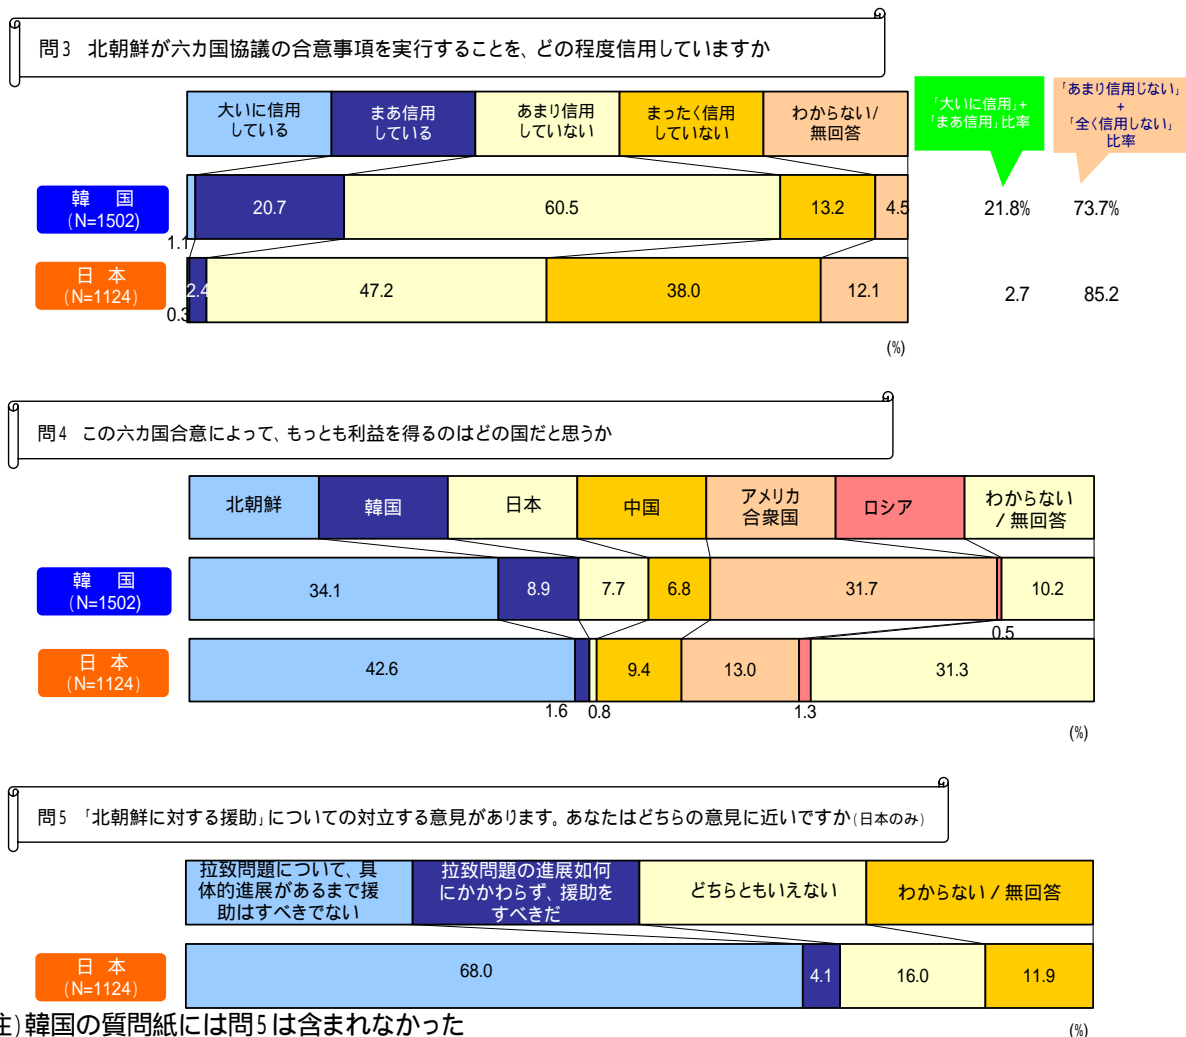 問3 北朝鮮が六カ国協議の合意事項を実行することを、どの程度信用していますか
大いに信用
している
まあ信用
している
あまり信用
していない
まったく信用
していない
わからない/
無回答
「大いに信用」+
「まあ信用」比率
「あまり信用じない」
+
「全く信用しない」
比率
韓 国
(N=1502)
1.1
20.7
60.5
13.2
4.5
21.8%
73.7%
日 本
(N=1124)
0.3
2.4
47.2
38.0
12.1
2.7
85.2
(%)
問4 この六カ国合意によって、もっとも利益を得るのはどの国だと思うか
北朝鮮
韓国
日本
中国
アメリカ
合衆国
ロシア
わからない
/ 無回答
韓 国
(N=1502)
34.1
8.9
7.7
6.8
31.7
0.5
10.2
日 本
(N=1124)
42.6
1.6
0.8
9.4
13.0
1.3
31.3
(%)
問5 「北朝鮮に対する援助」についての対立する意見があります。あなたはどちらの意見に近いですか(日本のみ)
拉致問題について、具
体的進展があるまで援
助はすべきでない
拉致問題の進展如何
にかかわらず、援助を
すべきだ
どちらともいえない
わからない / 無回答
日 本
(N=1124)
68.0
4.1
16.0
11.9
注)韓国の質問紙には問5は含まれなかった
(%)